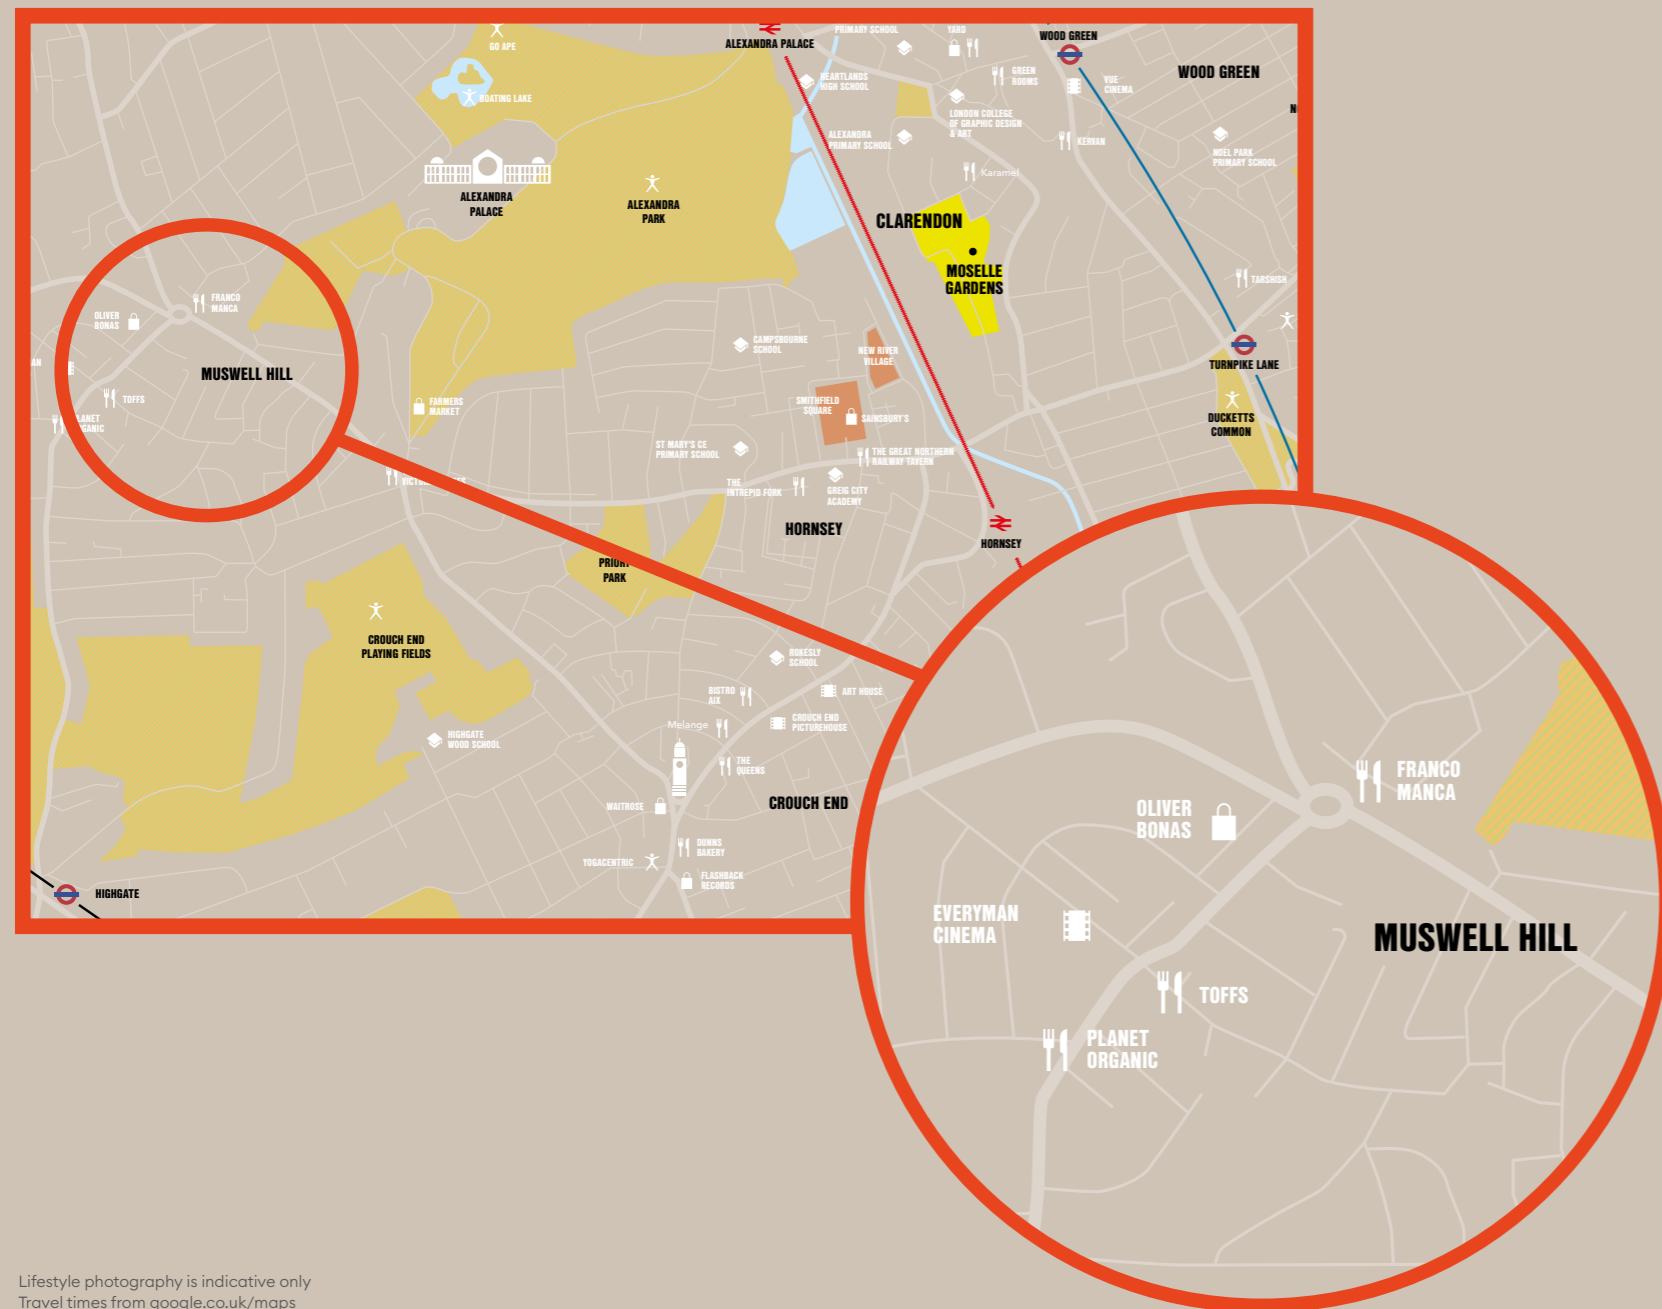 GO APE
BOATING LAKE
ALEXANDRA PALACE
PRIMARY SCHOOL
YARD
WOOD GREEN
WOOD GREEN
HEARTLANDS
HIGH SCHOOL
GREEN
ROOMS
VUE
CINEMA
LONDON COLLEGE
OF GRAPHIC DESIGN
& ART
ALEXANDRA
PRIMARY SCHOOL
KERVAN
NOEL PARK
PRIMARY SCHOOL
Karamel
ALEXANDRA
PALACE
ALEXANDRA
PARK
CLARENDON
MOSELLE
GARDENS
TARSHISH
FRANCO
MANCA
OLIVER
BONAS
MUSWELL HILL
TOFFS
CAMPSBOURNE
SCHOOL
NEW RIVER
VILLAGE
TURNPIKE LANE
FARMERS
MARKET
SMITHFIELD
SQUARE
SAINSBURY'S
DUCKETTS
COMMON
ST MARY'S CE
PRIMARY SCHOOL
THE GREAT NORTHERN
RAILWAY TAVERN
THE
INTREPID FORK
GREIG CITY
ACADEMY
HORNSEY
HORNSEY
PARK
CROUCH END
PLAYING FIELDS
ROKESLY
SCHOOL
BISTRO
AIX
ART HOUSE
Melange
CROUCH END
PICTUREHOUSE
HIGHGATE
WOOD SCHOOL
THE
QUEENS
WAITROSE
CROUCH END
DUNNS
BAKERY
YOGACENTRIC
FLASHBACK
RECORDS
HIGHGATE
FRANCO
MANCA
OLIVER
BONAS
EVERYMAN
CINEMA
MUSWELL HILL
TOFFS
PLANET
ORGANIC
Lifestyle photography is indicative only
Travel times from google.co.uk/maps